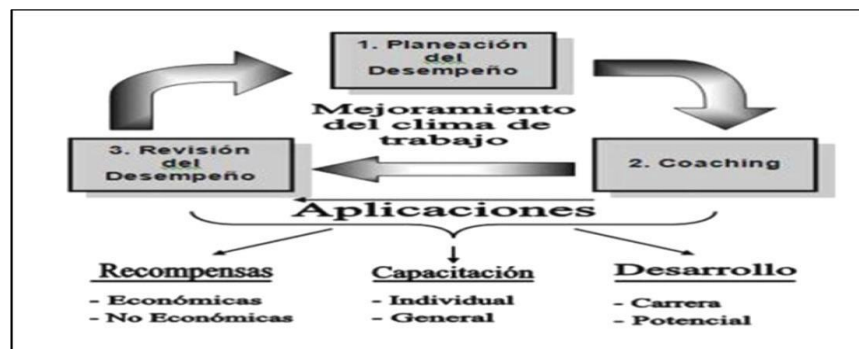 1. Planeación
del
Desempeño
Mejoramiento
del clima de
trabajo
3. Revisión
del
Desempeño
2. Coaching
Aplicaciones
Recompensas
- Económicas
- No Económicas
Capacitación
- Individual
- General
Desarrollo
- Carrera
- Potencial